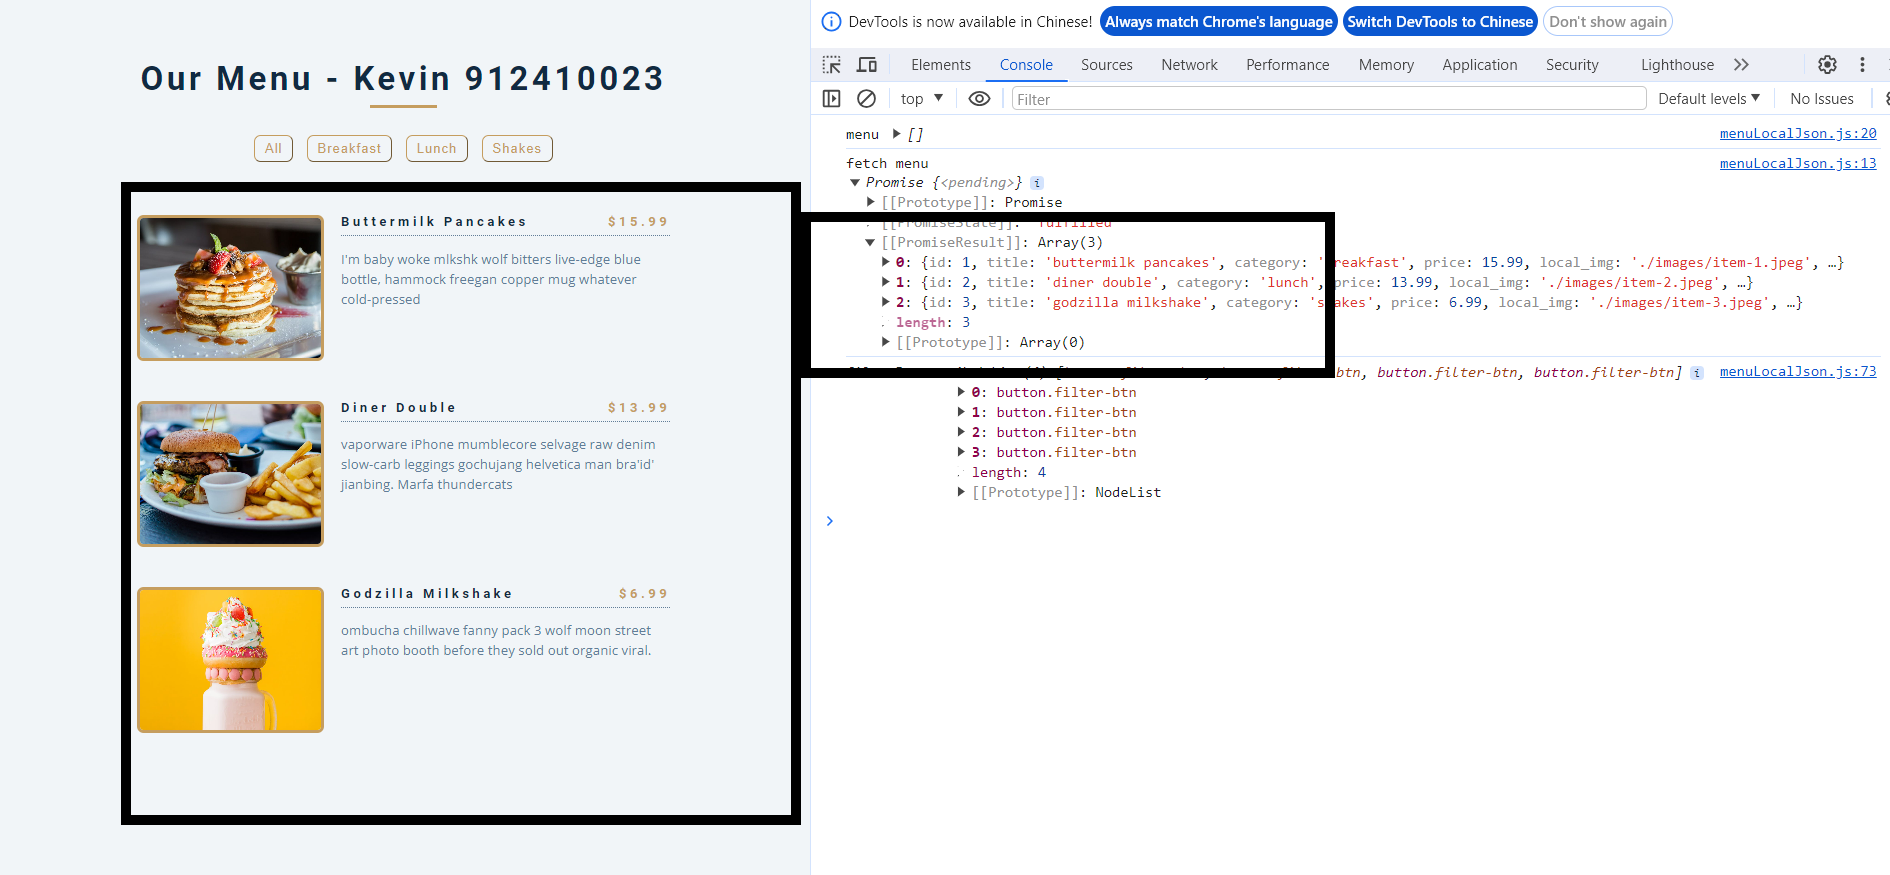 Our Menu - Kevin 912410023
All Breakfast Lunch Shakes
Buttermilk Pancakes $15.99
I'm baby woke mlkshk wolf bitters live-edge blue
bottle, hammock freegan copper mug whatever
cold-pressed
Diner Double $13.99
vaporware iPhone mumblecore selvage raw denim
slow-carb leggings gochujang helvetica man bra'id'
jianbing. Marfa thundercats
Godzilla Milkshake $6.99
ombucha chillwave fanny pack 3 wolf moon street
art photo booth before they sold out organic viral.
DevTools is now available in Chinese! Always match Chrome's language Switch DevTools to Chinese Don't show again
Elements Console Sources Network Performance Memory Application Security Lighthouse
top Filter Default levels No Issues
menu [] menuLocalJson.js:20
fetch menu menuLocalJson.js:13
Promise {<pending>}
[[Prototype]]: Promise
[[PromiseState]]: "fulfilled"
[[PromiseResult]]: Array(3)
0: {id: 1, title: 'buttermilk pancakes', category: 'reakfast', price: 15.99, local_img: './images/item-1.jpeg', …}
1: {id: 2, title: 'diner double', category: 'lunch', price: 13.99, local_img: './images/item-2.jpeg', …}
2: {id: 3, title: 'godzilla milkshake', category: 'shakes', price: 6.99, local_img: './images/item-3.jpeg', …}
length: 3
[[Prototype]]: Array(0)
btn, button.filter-btn, button.filter-btn] menuLocalJson.js:73
0: button.filter-btn
1: button.filter-btn
2: button.filter-btn
3: button.filter-btn
length: 4
[[Prototype]]: NodeList